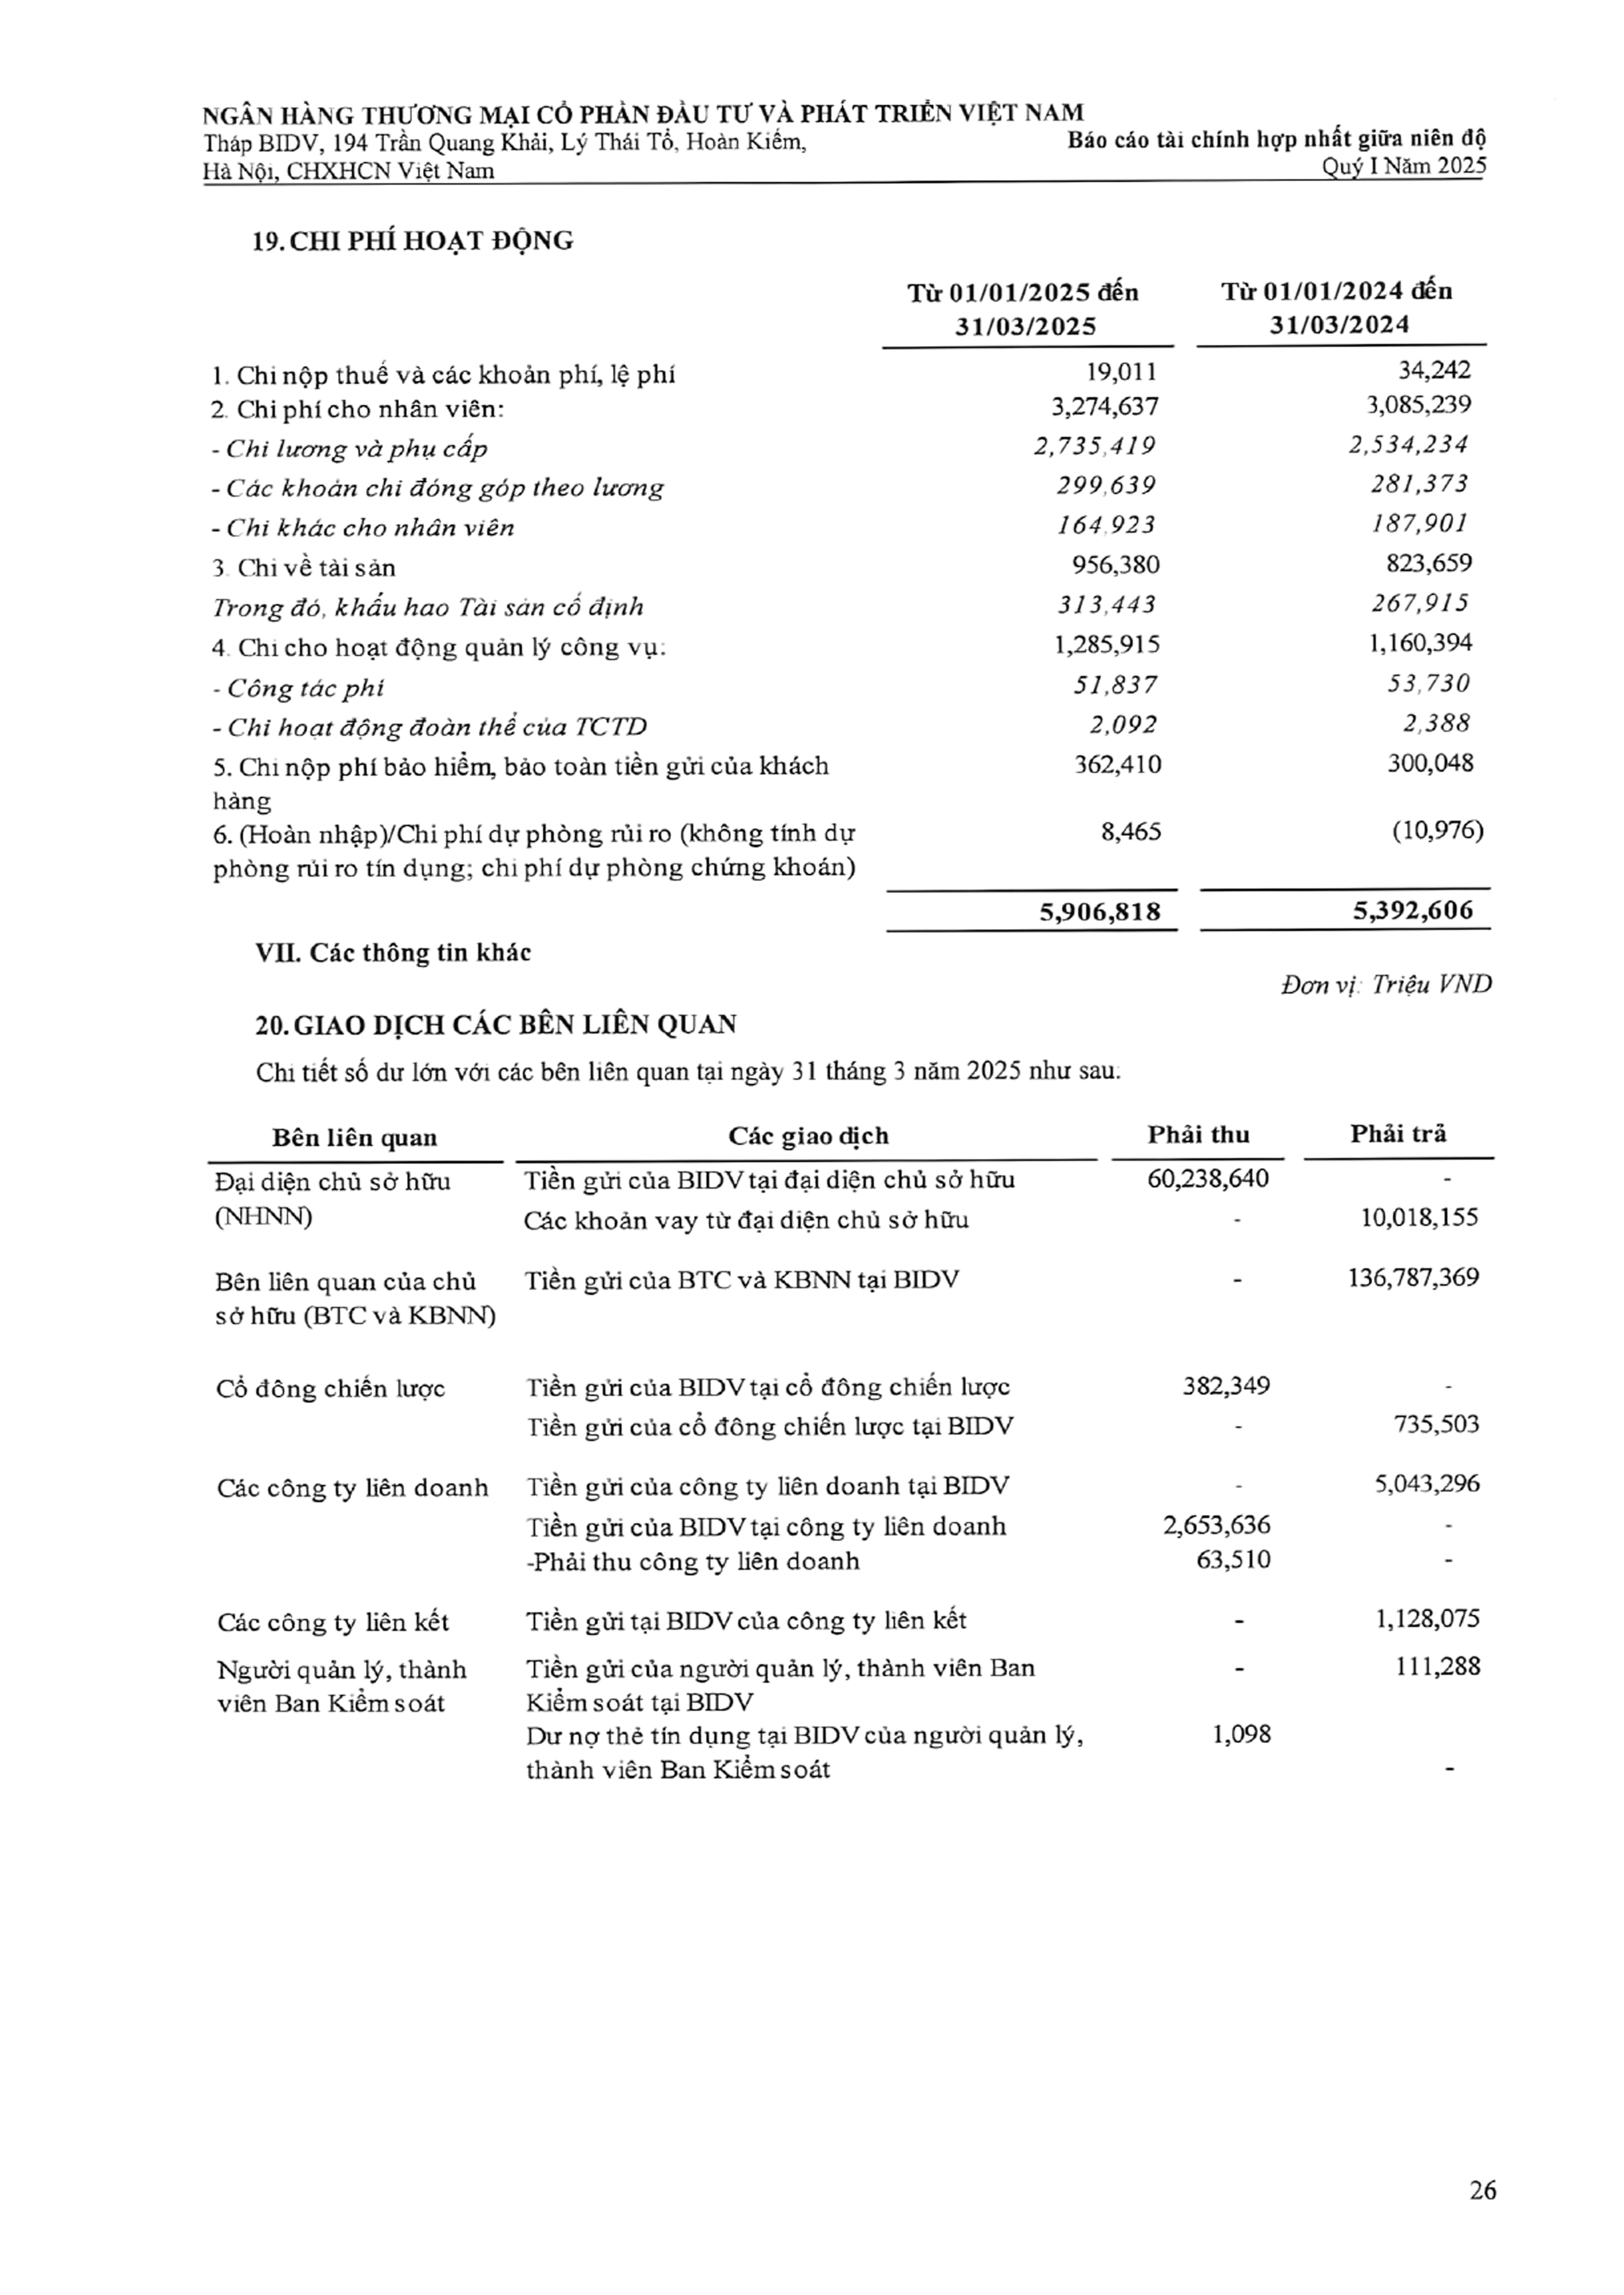 NGÂN HÀNG THƯƠNG MẠI CỔ PHẦN ĐẦU TƯ VÀ PHÁT TRIỂN VIỆT NAM
Tháp BIDV, 194 Trần Quang Khải, Lý Thái Tổ, Hoàn Kiếm, Báo cáo tài chính hợp nhất giữa niên độ
Hà Nội, CHXHCN Việt Nam Quý I Năm 2025
19. CHI PHÍ HOẠT ĐỘNG
Từ 01/01/2025 đến Từ 01/01/2024 đến
31/03/2025 31/03/2024
1. Chi nộp thuế và các khoản phí, lệ phí 19,011 34,242
2. Chi phí cho nhân viên: 3,274,637 3,085,239
- Chi lương và phụ cấp 2,735,419 2,534,234
- Các khoản chi đóng góp theo lương 299,639 281,373
- Chi khác cho nhân viên 164,923 187,901
3. Chi về tài sản 956,380 823,659
Trong đó, khấu hao Tài sản cố định 313,443 267,915
4. Chi cho hoạt động quản lý công vụ: 1,285,915 1,160,394
- Công tác phí 51,837 53,730
- Chi hoạt động đoàn thể của TCTD 2,092 2,388
5. Chi nộp phí bảo hiểm, bảo toàn tiền gửi của khách 362,410 300,048
hàng
6. (Hoàn nhập)/Chi phí dự phòng rủi ro (không tính dự 8,465 (10,976)
phòng rủi ro tín dụng; chi phí dự phòng chứng khoán)
5,906,818 5,392,606
VII. Các thông tin khác
Đơn vị: Triệu VND
20. GIAO DỊCH CÁC BÊN LIÊN QUAN
Chi tiết số dư lớn với các bên liên quan tại ngày 31 tháng 3 năm 2025 như sau:
Bên liên quan Các giao dịch Phải thu Phải trả
Đại diện chủ sở hữu Tiền gửi của BIDV tại đại diện chủ sở hữu 60,238,640 -
(NHNN) Các khoản vay từ đại diện chủ sở hữu - 10,018,155
Bên liên quan của chủ Tiền gửi của BTC và KBNN tại BIDV - 136,787,369
sở hữu (BTC và KBNN)
Cổ đông chiến lược Tiền gửi của BIDV tại cổ đông chiến lược 382,349 -
Tiền gửi của cổ đông chiến lược tại BIDV - 735,503
Các công ty liên doanh Tiền gửi của công ty liên doanh tại BIDV - 5,043,296
Tiền gửi của BIDV tại công ty liên doanh 2,653,636 -
-Phải thu công ty liên doanh 63,510 -
Các công ty liên kết Tiền gửi tại BIDV của công ty liên kết - 1,128,075
Người quản lý, thành Tiền gửi của người quản lý, thành viên Ban - 111,288
viên Ban Kiểm soát Kiểm soát tại BIDV
Dư nợ thẻ tín dụng tại BIDV của người quản lý, 1,098
thành viên Ban Kiểm soát -
26